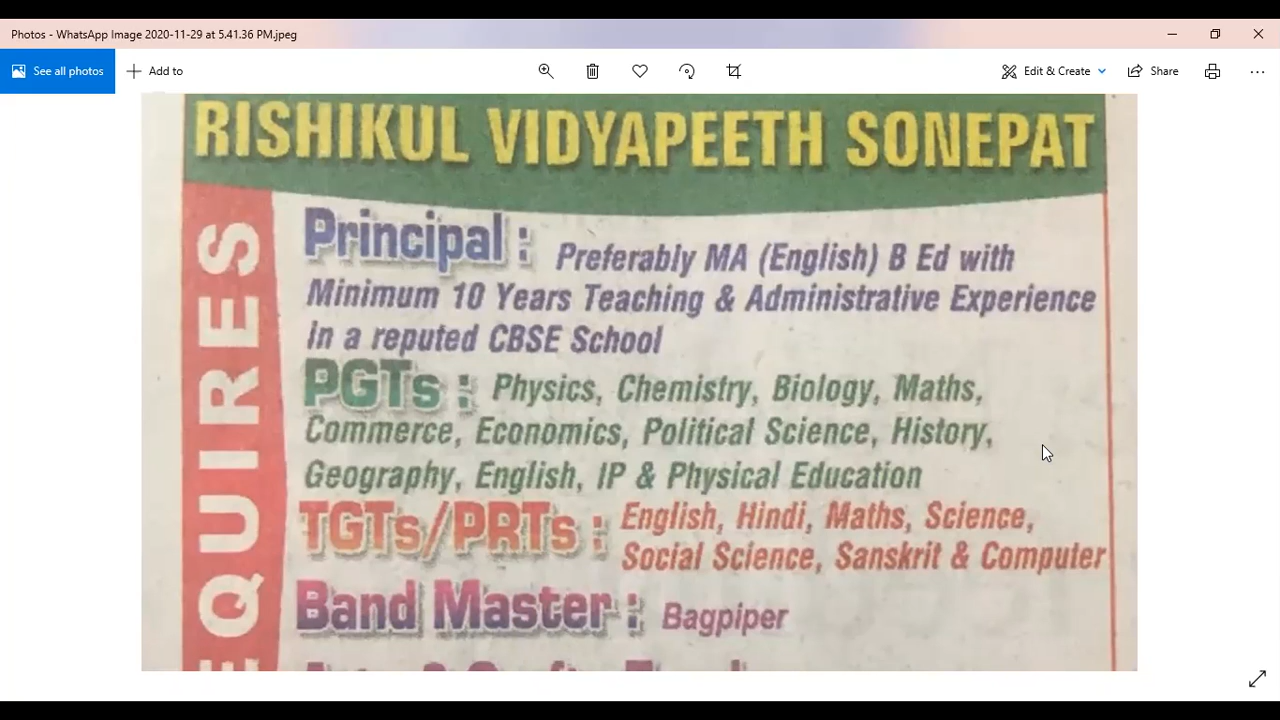 Photos - WhatsApp Image 2020-11-29 at 5.41.36 PM.jpeg
See all photos
Add to
Edit & Create
Share
RISHIKUL VIDYAPEETH SONEPAT
EQUIRES
Principal : Preferably MA (English) B Ed with
Minimum 10 Years Teaching & Administrative Experience
in a reputed CBSE School
PGTs : Physics, Chemistry, Biology, Maths,
Commerce, Economics, Political Science, History,
Geography, English, IP & Physical Education
TGTs/PRTs : English, Hindi, Maths, Science,
Social Science, Sanskrit & Computer
Band Master : Bagpiper